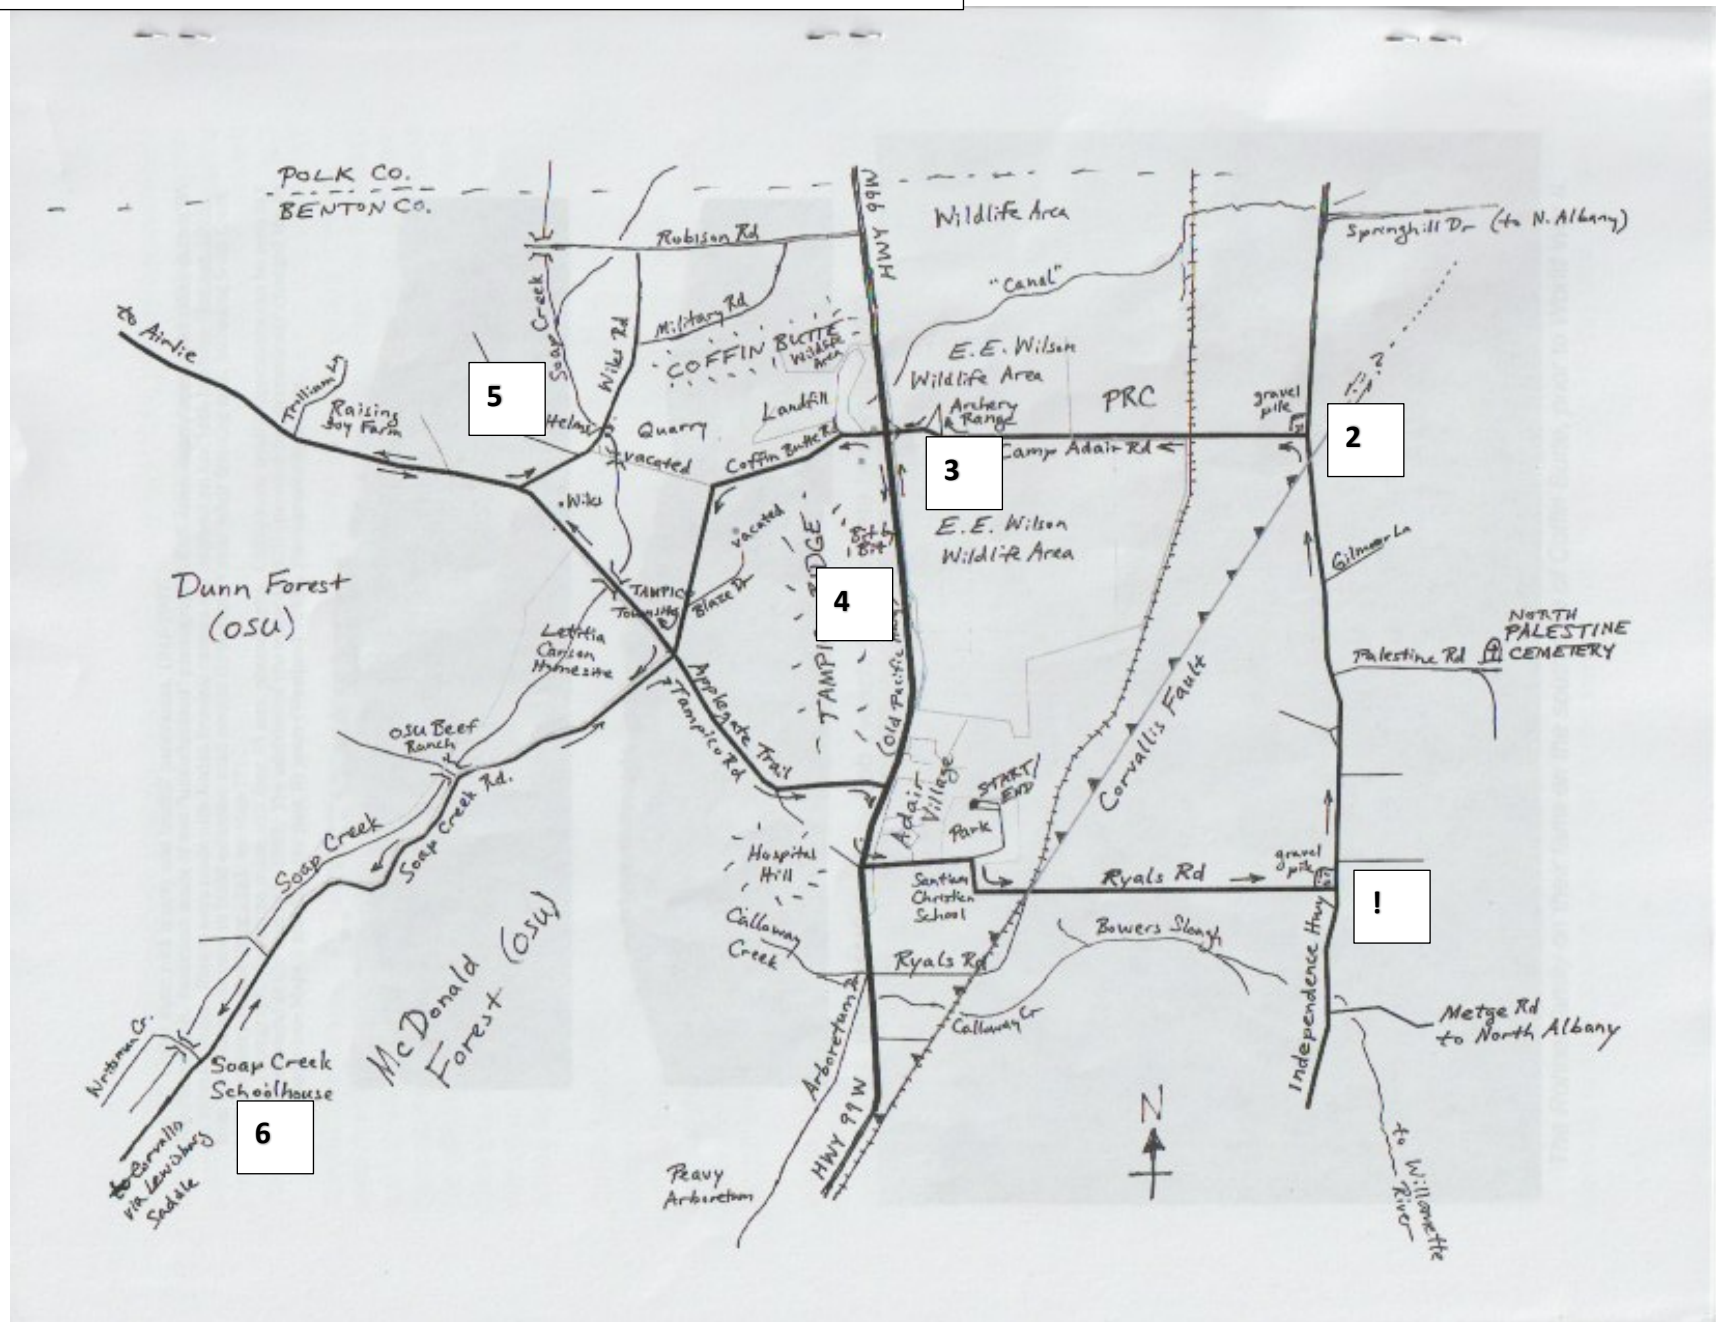 POLK CO.
BENTON CO.
HWY 99W
Wildlife Area
Springhill Dr (to N. Albany)
Robison Rd
"Canal"
Soap Creek
Military Rd
Wiles Rd
COFFIN BUTTE
Wildlife
Area
to Airlie
Trillium Ln
Raising
Joy Farm
5
E.E. Wilson
Wildlife Area
PRC
gravel
pile
?
2
Landfill
Archery
Range
Helms
Quarry
Coffin Butte Rd
Camp Adair Rd
3
vacated
Wiles
vacated
Bit by
Bit
E.E. Wilson
Wildlife Area
Gilmour Ln
Dunn Forest
(OSU)
TAMPICO
Townsite
Blaze Dr
4
NORTH
PALESTINE
CEMETERY
Palestine Rd
Letitia
Carson
Homesite
Applegate Trail
Tampico Rd
(Old Pacific Hwy)
Corvallis Fault
OSU Beef
Ranch
START/
END
Adair
Village
Park
Soap Creek Rd.
Soap Creek
Hospital
Hill
Santiam
Christian
School
Ryals Rd
gravel
pile
!
Calloway
Creek
Bowers Slough
Ryals Rd
McDonald
Forest (OSU)
Independence Hwy
Calloway Cr
Metge Rd
to North Albany
Writsman Cr.
Soap Creek
Schoolhouse
6
to Corvallis
via Lewisburg
Saddle
Arboretum Dr
HWY 99W
Peavy
Arboretum
N
to Willamette
River